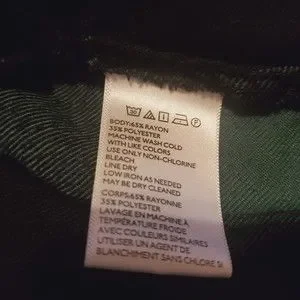 BODY:65% RAYON
35% POLYESTER
MACHINE WASH COLD
WITH LIKE COLORS
USE ONLY NON-CHLORINE
BLEACH
LINE DRY
LOW IRON AS NEEDED
MAY BE DRY CLEANED
CORPS:65% RAYONNE
35% POLYESTER
LAVAGE EN MACHINE À
AVEC COULEURS SIMILAIRES
UTILISER UN AGENT DE
BLANCHIMENT SANS CHLORE SI